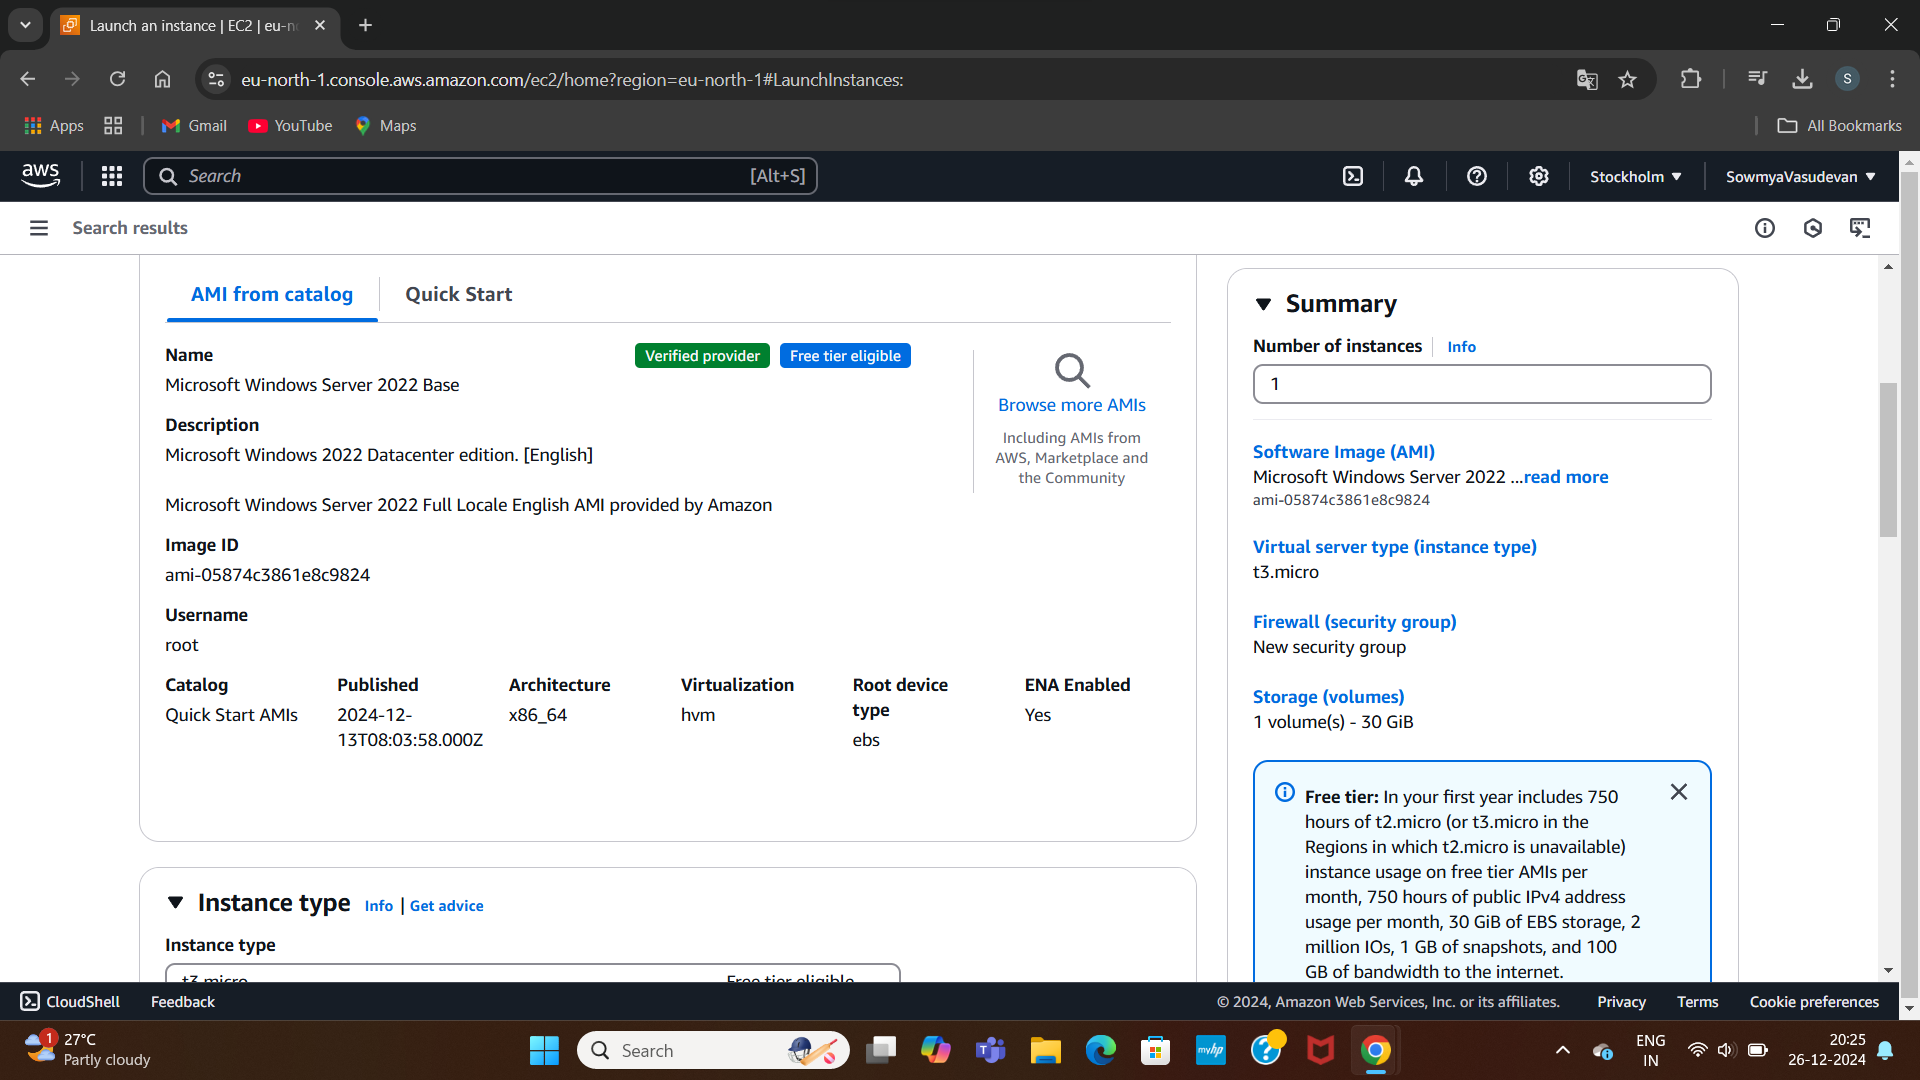 Launch an instance | EC2 | eu-n
eu-north-1.console.aws.amazon.com/ec2/home?region=eu-north-1#LaunchInstances:
S
Apps
Gmail
YouTube
Maps
All Bookmarks
aws
Search
[Alt+S]
Stockholm
SowmyaVasudevan
Search results
AMI from catalog
Quick Start
Name
Verified provider
Free tier eligible
Microsoft Windows Server 2022 Base
Description
Microsoft Windows 2022 Datacenter edition. [English]
Microsoft Windows Server 2022 Full Locale English AMI provided by Amazon
Image ID
ami-05874c3861e8c9824
Username
root
Catalog
Quick Start AMIs
Published
2024-12-
13T08:03:58.000Z
Architecture
x86_64
Virtualization
hvm
Root device
type
ebs
ENA Enabled
Yes
Browse more AMIs
Including AMIs from
AWS, Marketplace and
the Community
Instance type
Info | Get advice
Instance type
t3.micro
Free tier eligible
Summary
Number of instances
Info
1
Software Image (AMI)
Microsoft Windows Server 2022 ...read more
ami-05874c3861e8c9824
Virtual server type (instance type)
t3.micro
Firewall (security group)
New security group
Storage (volumes)
1 volume(s) - 30 GiB
Free tier: In your first year includes 750
hours of t2.micro (or t3.micro in the
Regions in which t2.micro is unavailable)
instance usage on free tier AMIs per
month, 750 hours of public IPv4 address
usage per month, 30 GiB of EBS storage, 2
million IOs, 1 GB of snapshots, and 100
GB of bandwidth to the internet.
CloudShell
Feedback
© 2024, Amazon Web Services, Inc. or its affiliates.
Privacy
Terms
Cookie preferences
1
27°C
Partly cloudy
Search
myhp
ENG
IN
20:25
26-12-2024